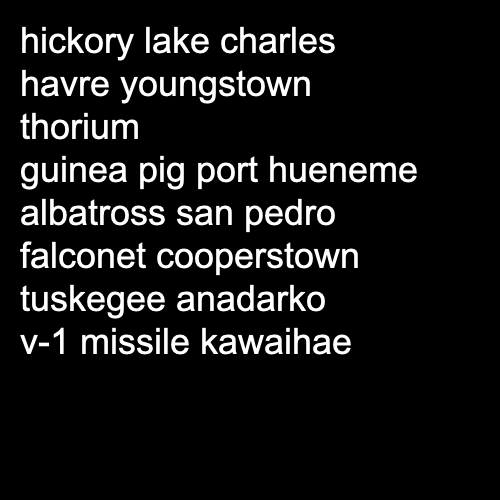 hickory lake charles
havre youngstown
thorium
guinea pig port hueneme
albatross san pedro
falconet cooperstown
tuskegee anadarko
v-1 missile kawaihae